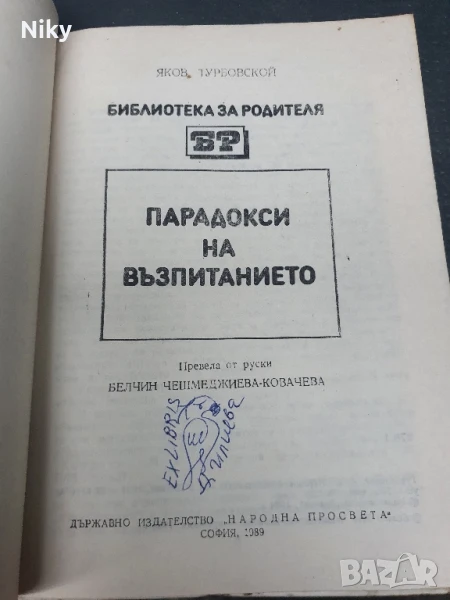 Niky
ЯКОВ ТУРБОВСКОЙ
БИБЛИОТЕКА ЗА РОДИТЕЛЯ
БР
ПАРАДОКСИ
НА
ВЪЗПИТАНИЕТО
Превела от руски
БЕЛЧИН ЧЕШМЕДЖИЕВА-КОВАЧЕВА
EXLIBRIS
ДЪРЖАВНО ИЗДАТЕЛСТВО „НАРОДНА ПРОСВЕТА“
СОФИЯ, 1989
BAZAR